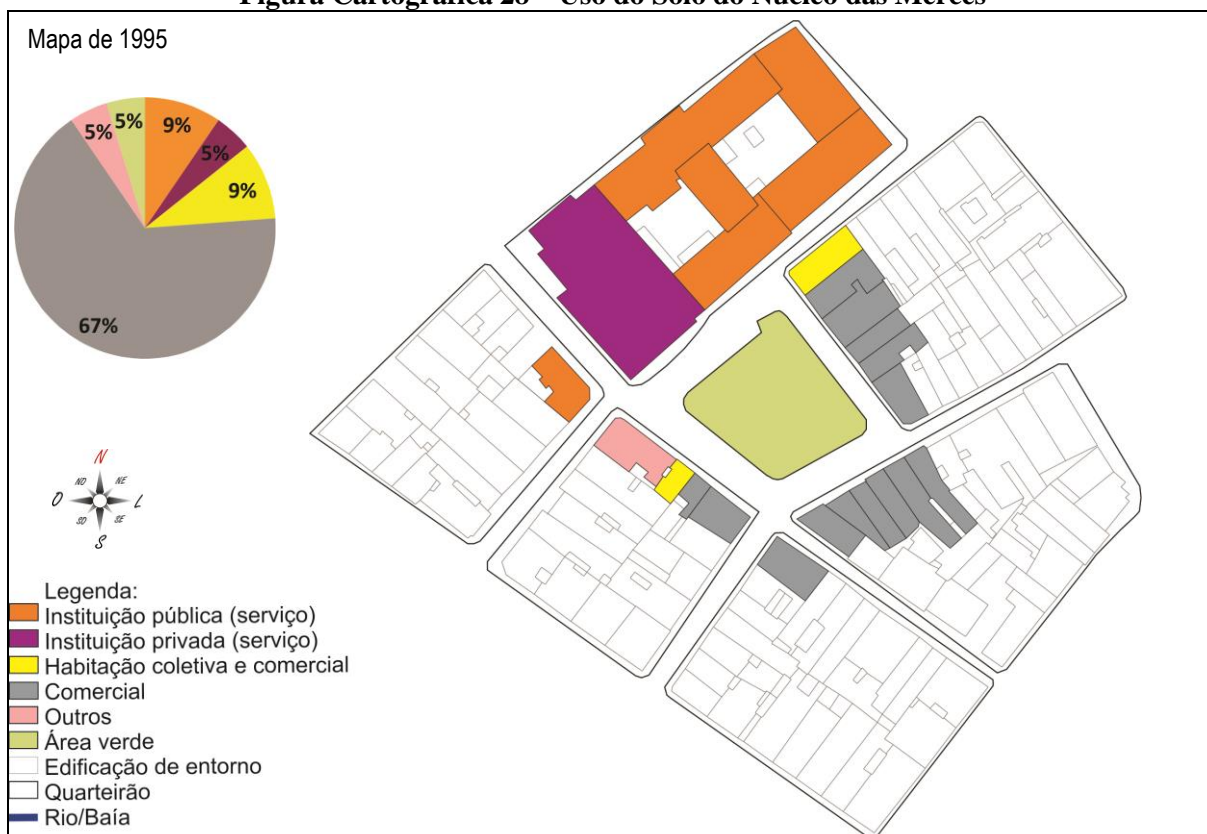 Figura Cartográfica 28 – Uso do Solo do Núcleo das Mercês
Mapa de 1995
5%
5%
9%
5%
9%
67%
N
NO
NE
O
L
SO
SE
S
Legenda:
Instituição pública (serviço)
Instituição privada (serviço)
Habitação coletiva e comercial
Comercial
Outros
Área verde
Edificação de entorno
Quarteirão
Rio/Baía